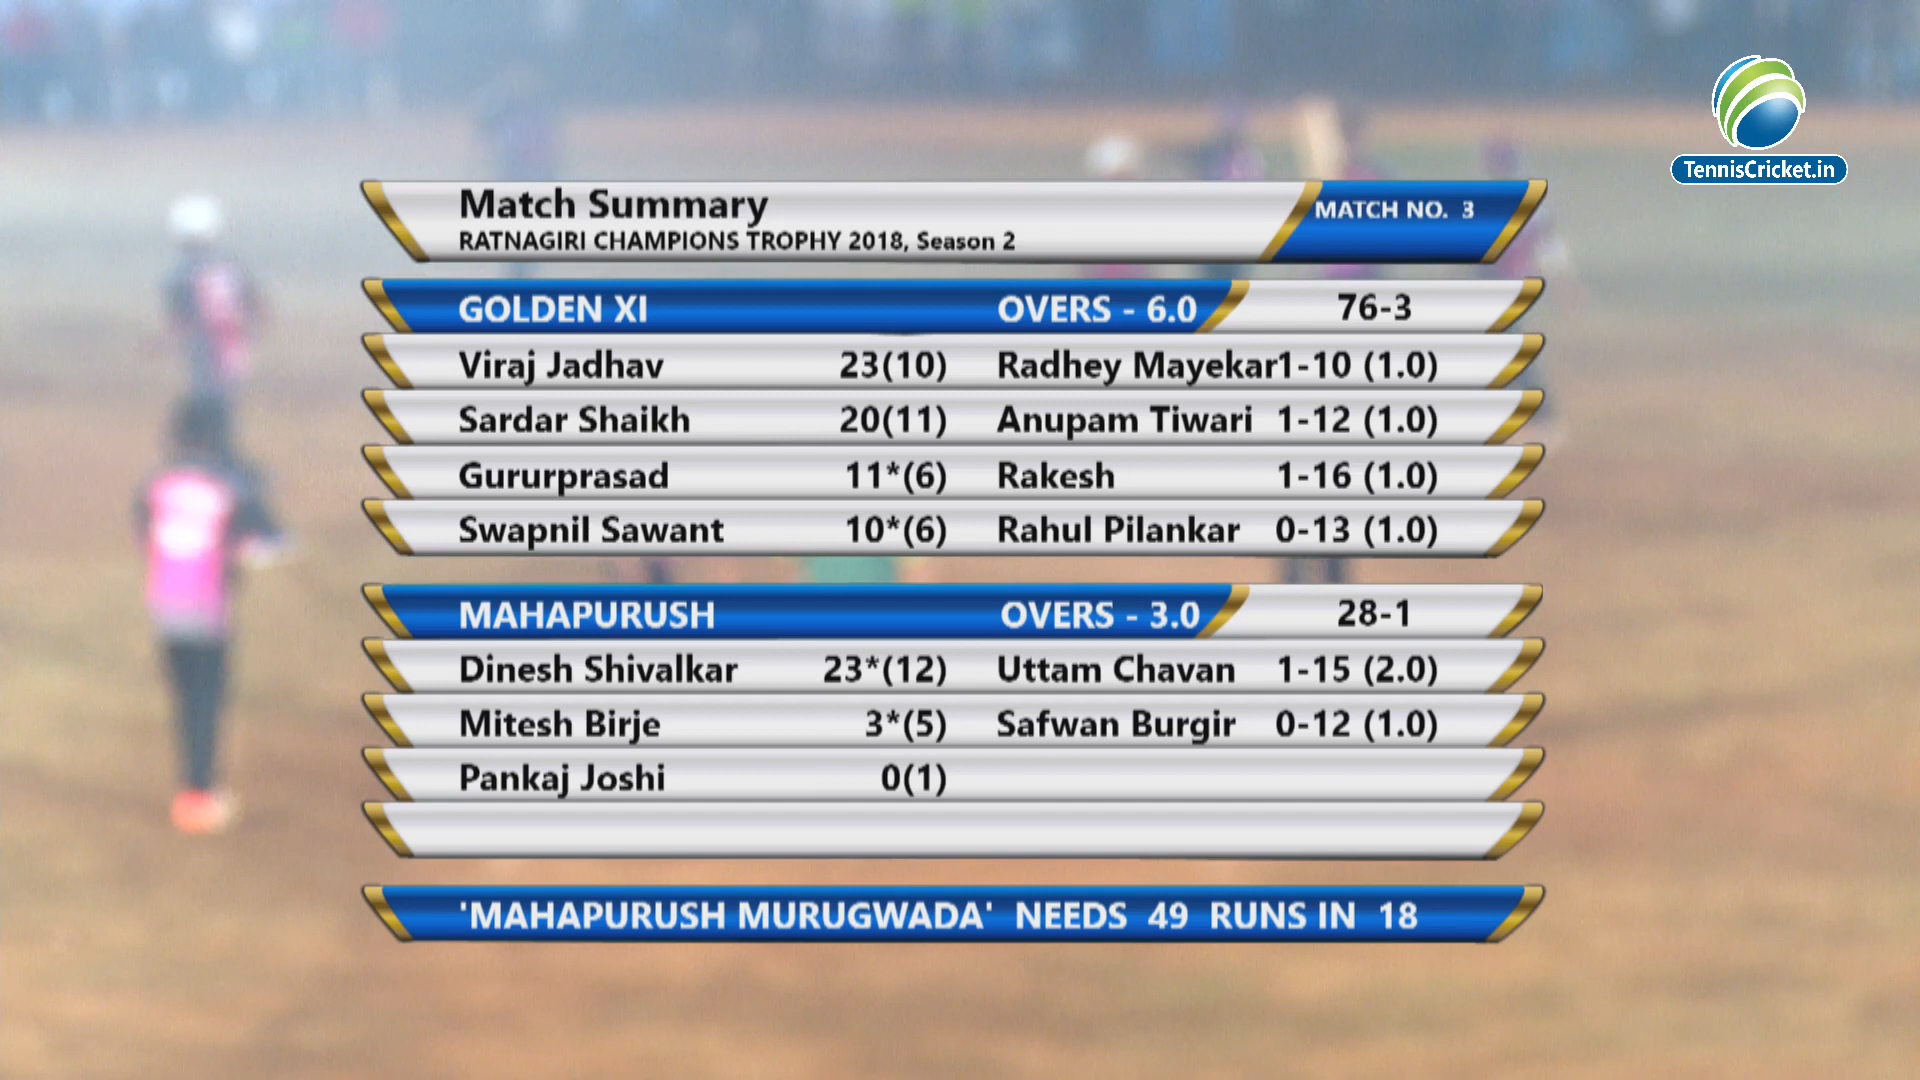 TennisCricket.in
Match Summary
RATNAGIRI CHAMPIONS TROPHY 2018, Season 2
MATCH NO. 3
GOLDEN XI OVERS - 6.0 76-3
Viraj Jadhav 23(10) Radhey Mayekar 1-10 (1.0)
Sardar Shaikh 20(11) Anupam Tiwari 1-12 (1.0)
Gururprasad 11*(6) Rakesh 1-16 (1.0)
Swapnil Sawant 10*(6) Rahul Pilankar 0-13 (1.0)
MAHAPURUSH OVERS - 3.0 28-1
Dinesh Shivalkar 23*(12) Uttam Chavan 1-15 (2.0)
Mitesh Birje 3*(5) Safwan Burgir 0-12 (1.0)
Pankaj Joshi 0(1)
'MAHAPURUSH MURUGWADA' NEEDS 49 RUNS IN 18